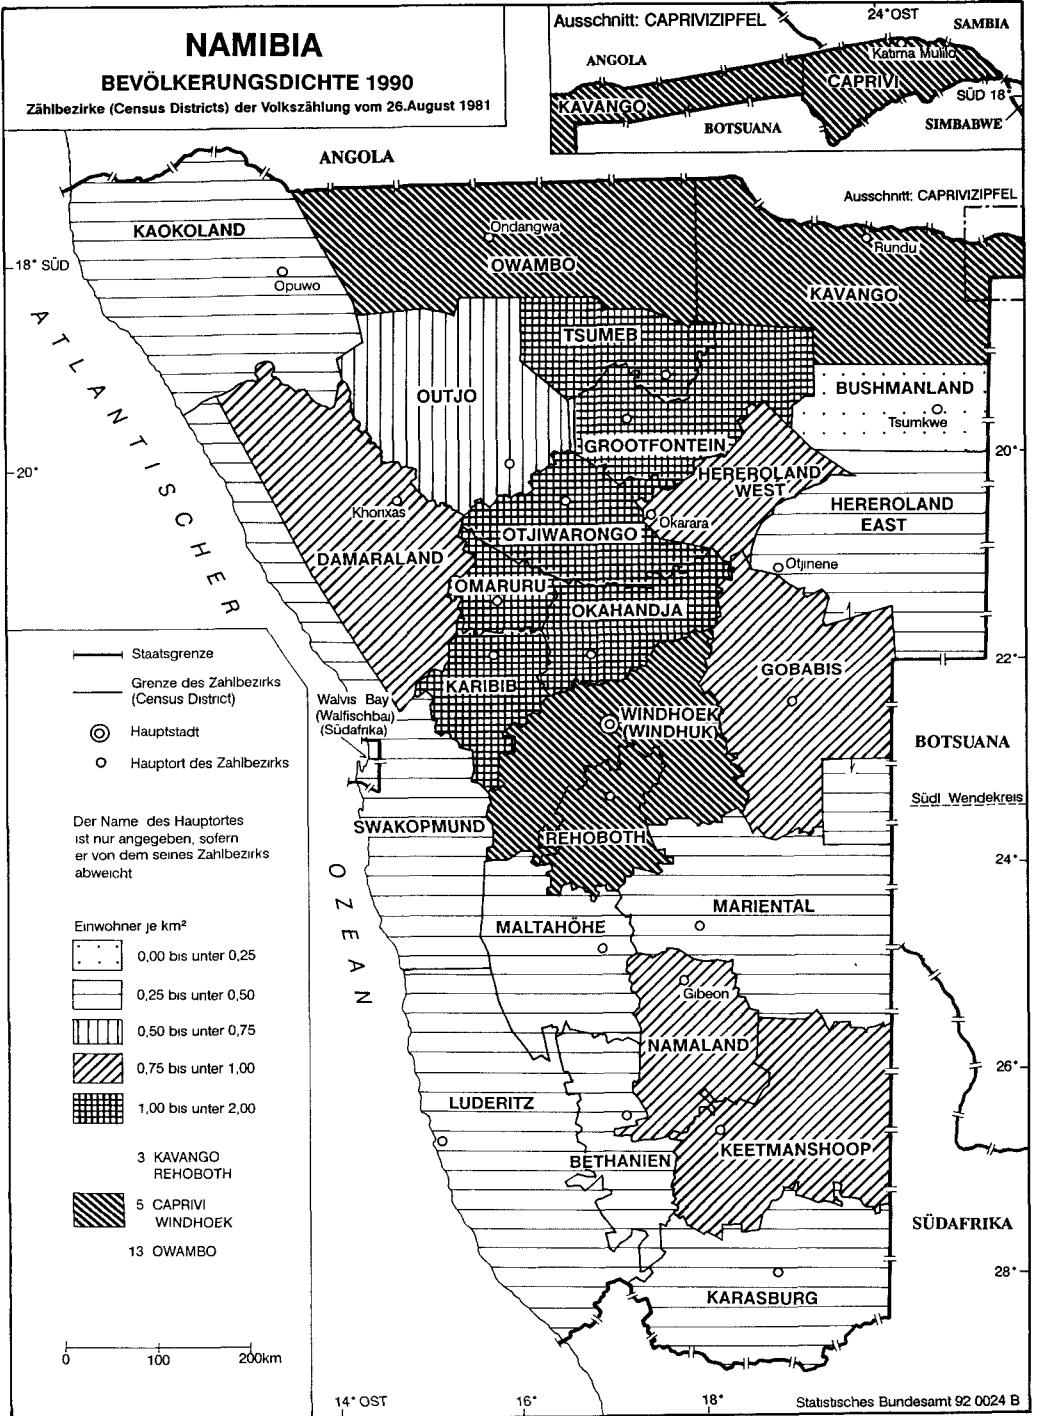 NAMIBIA
BEVÖLKERUNGSDICHTE 1990
Zählbezirke (Census Districts) der Volkszählung vom 26.August 1981
Ausschnitt: CAPRIVIZIPFEL
24° OST
SAMBIA
ANGOLA
Katima Mulilo
KAVANGO
CAPRIVI
SÜD 18°
BOTSUANA
SIMBABWE
ANGOLA
Ausschnitt: CAPRIVIZIPFEL
KAOKOLAND
Ondangwa
Rundu
18° SÜD
OWAMBO
Opuwo
KAVANGO
TSUMEB
OUTJO
BUSHMANLAND
Tsumkwe
GROOTFONTEIN
20°
20°
HEREROLAND
WEST
HEREROLAND
EAST
Khorixas
Okarara
OTJIWARONGO
DAMARALAND
Otjinene
OMARURU
OKAHANDJA
ATLANTISCHER
OZEAN
Staatsgrenze
22°
GOBABIS
Grenze des Zählbezirks
(Census District)
KARIBIB
Walvis Bay
(Walfischbai)
(Südafrika)
WINDHOEK
(WINDHUK)
Hauptstadt
BOTSUANA
Hauptort des Zahlbezirks
Südl Wendekreis
Der Name des Hauptortes
ist nur angegeben, sofern
er von dem seines Zahlbezirks
abweicht
SWAKOPMUND
REHOBOTH
24°
MARIENTAL
MALTAHÖHE
Einwohner je km²
0,00 bis unter 0,25
0,25 bis unter 0,50
0,50 bis unter 0,75
0,75 bis unter 1,00
1,00 bis unter 2,00
3 KAVANGO
REHOBOTH
5 CAPRIVI
WINDHOEK
13 OWAMBO
Gibeon
NAMALAND
26°
LUDERITZ
KEETMANSHOOP
BETHANIEN
SÜDAFRIKA
28°
KARASBURG
0 100 200km
14° OST
16°
18°
Statistisches Bundesamt 92 0024 B